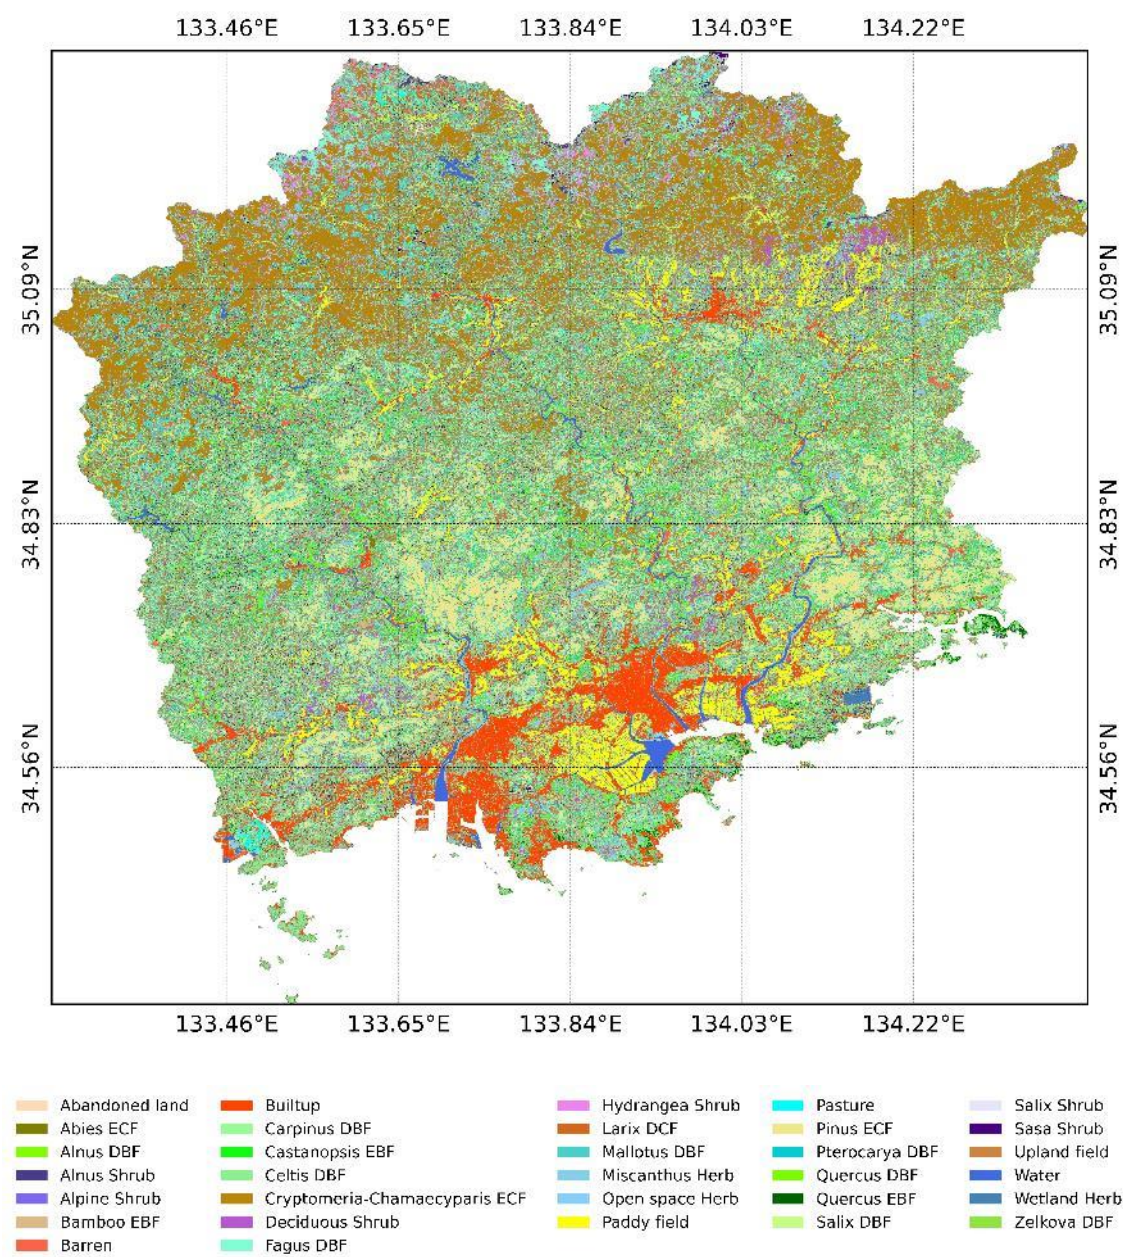 133.46°E 133.65°E 133.84°E 134.03°E 134.22°E
35.09°N 35.09°N
34.83°N 34.83°N
34.56°N 34.56°N
133.46°E 133.65°E 133.84°E 134.03°E 134.22°E
Abandoned land Builtup Hydrangea Shrub Pasture Salix Shrub
Abies ECF Carpinus DBF Larix DCF Pinus ECF Sasa Shrub
Alnus DBF Castanopsis EBF Mallotus DBF Pterocarya DBF Upland field
Alnus Shrub Celtis DBF Miscanthus Herb Quercus DBF Water
Alpine Shrub Cryptomeria-Chamaecyparis ECF Open space Herb Quercus EBF Wetland Herb
Bamboo EBF Deciduous Shrub Paddy field Salix DBF Zelkova DBF
Barren Fagus DBF